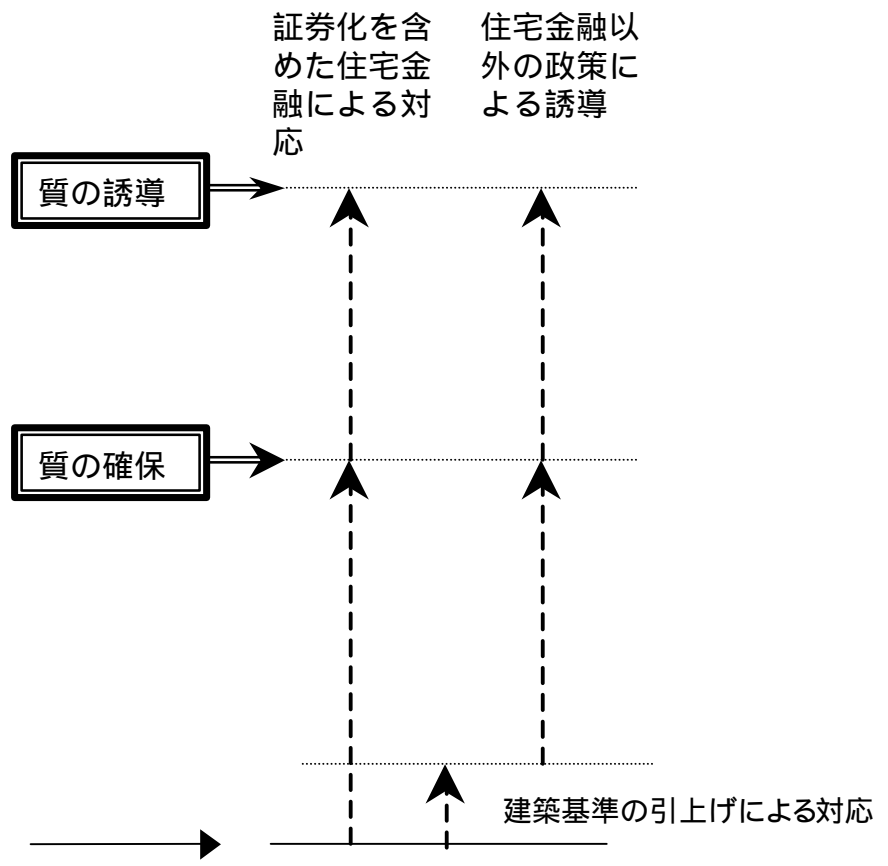 証券化を含
めた住宅金
融による対
応
住宅金融以
外の政策に
よる誘導
質の誘導
質の確保
建築基準の引上げによる対応